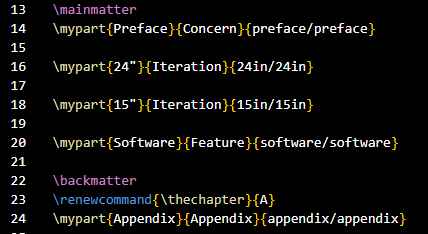 13 \mainmatter
14 \mypart{Preface}{Concern}{preface/preface}
15
16 \mypart{24"}{Iteration}{24in/24in}
17
18 \mypart{15"}{Iteration}{15in/15in}
19
20 \mypart{Software}{Feature}{software/software}
21
22 \backmatter
23 \renewcommand{\thechapter}{A}
24 \mypart{Appendix}{Appendix}{appendix/appendix}